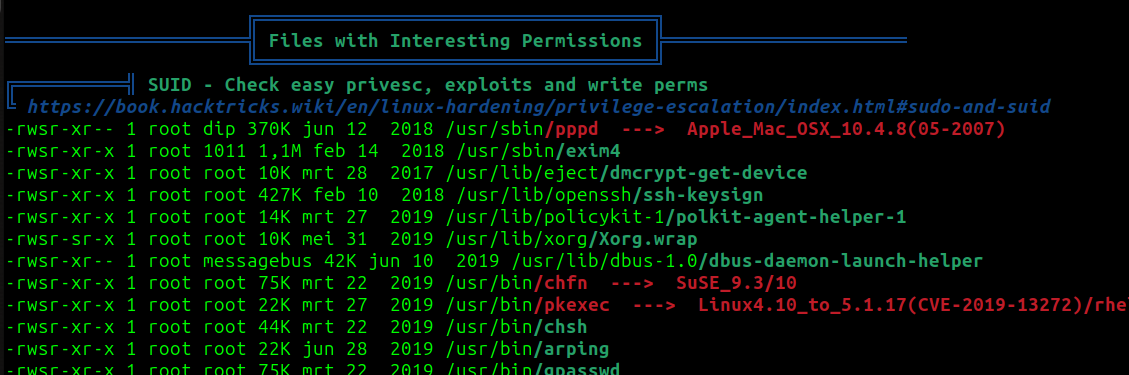 Files with Interesting Permissions
SUID - Check easy privesc, exploits and write perms
https://book.hacktricks.wiki/en/linux-hardening/privilege-escalation/index.html#sudo-and-suid
-rwsr-xr-- 1 root dip 370K jun 12  2018 /usr/sbin/pppd  --->  Apple_Mac_OSX_10.4.8(05-2007)
-rwsr-xr-x 1 root 1011 1,1M feb 14  2018 /usr/sbin/exim4
-rwsr-xr-x 1 root root 10K mrt 28  2017 /usr/lib/eject/dmcrypt-get-device
-rwsr-xr-x 1 root root 427K feb 10  2018 /usr/lib/openssh/ssh-keysign
-rwsr-xr-x 1 root root 14K mrt 27  2019 /usr/lib/policykit-1/polkit-agent-helper-1
-rwsr-sr-x 1 root root 10K mei 31  2019 /usr/lib/xorg/Xorg.wrap
-rwsr-xr-- 1 root messagebus 42K jun 10  2019 /usr/lib/dbus-1.0/dbus-daemon-launch-helper
-rwsr-xr-x 1 root root 75K mrt 22  2019 /usr/bin/chfn  --->  SuSE_9.3/10
-rwsr-xr-x 1 root root 22K mrt 27  2019 /usr/bin/pkexec  --->  Linux4.10_to_5.1.17(CVE-2019-13272)/rhe
-rwsr-xr-x 1 root root 44K mrt 22  2019 /usr/bin/chsh
-rwsr-xr-x 1 root root 22K jun 28  2019 /usr/bin/arping
-rwsr-xr-x 1 root root 75K mrt 22  2019 /usr/bin/gpasswd